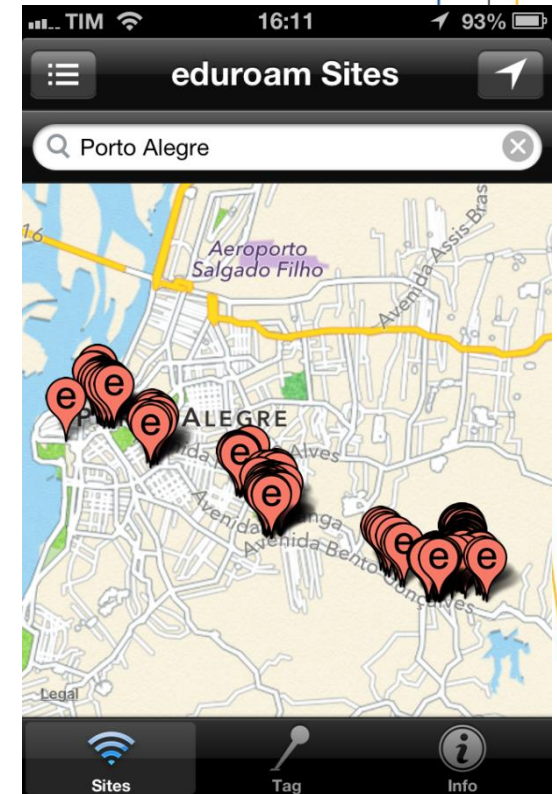 TIM 16:11 93%
eduroam Sites
Porto Alegre
16
Aeroporto
Salgado Filho
Avenida Assis Bras
ALEGRE
Alves
Avenida
Avenida Bento Gonçalves
e
e
e
e
e
e
e
e
Legal
Sites Tag Info